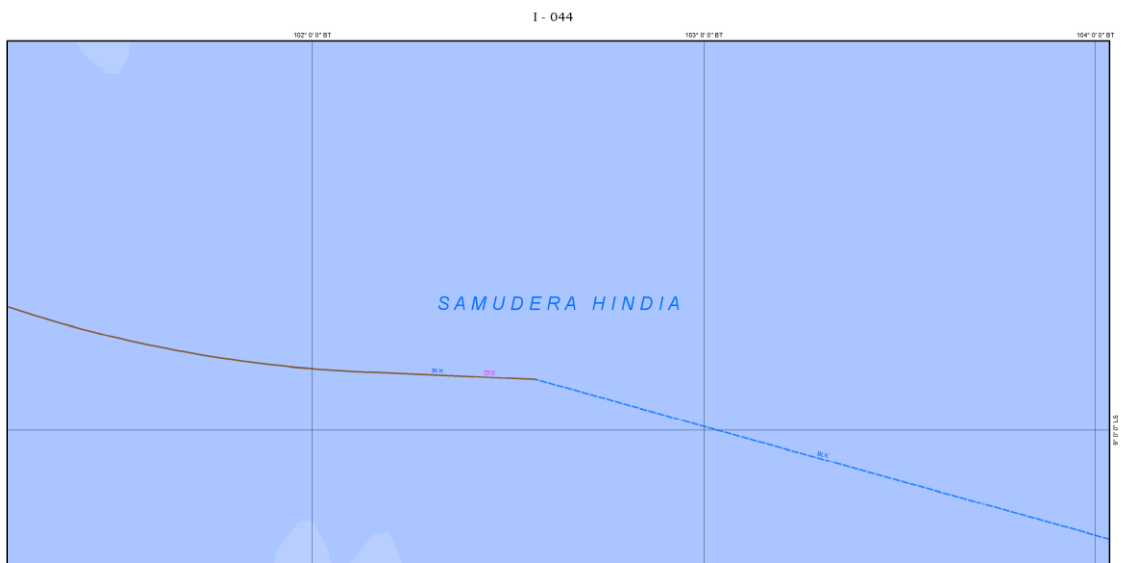 I - 044
102° 0' 0" BT
103° 0' 0" BT
104° 0' 0" BT
SAMUDERA HINDIA
BLK
ZEE
9° 0' 0" LS
BLK